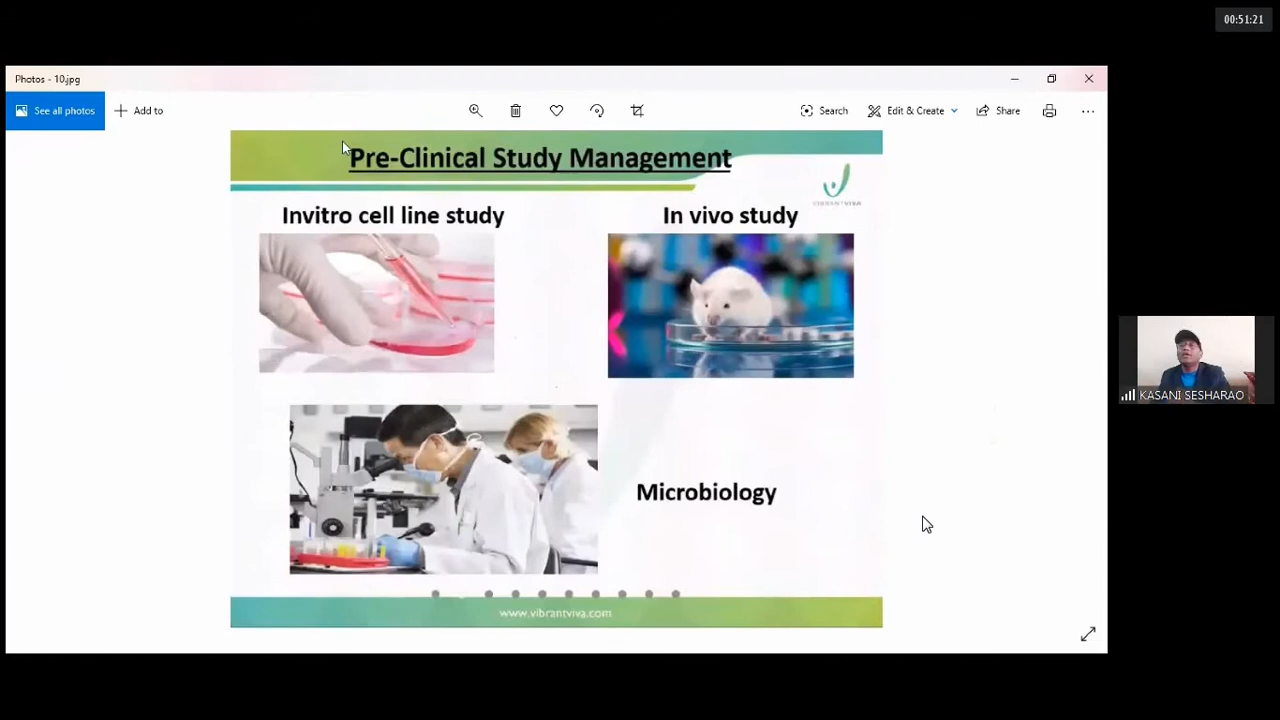 00:51:21
Photos - 10.jpg
See all photos
Add to
Search
Edit & Create
Share
Pre-Clinical Study Management
VIBRANTVIVA
Invitro cell line study
In vivo study
Microbiology
www.vibrantviva.com
KASANI SESHARAO